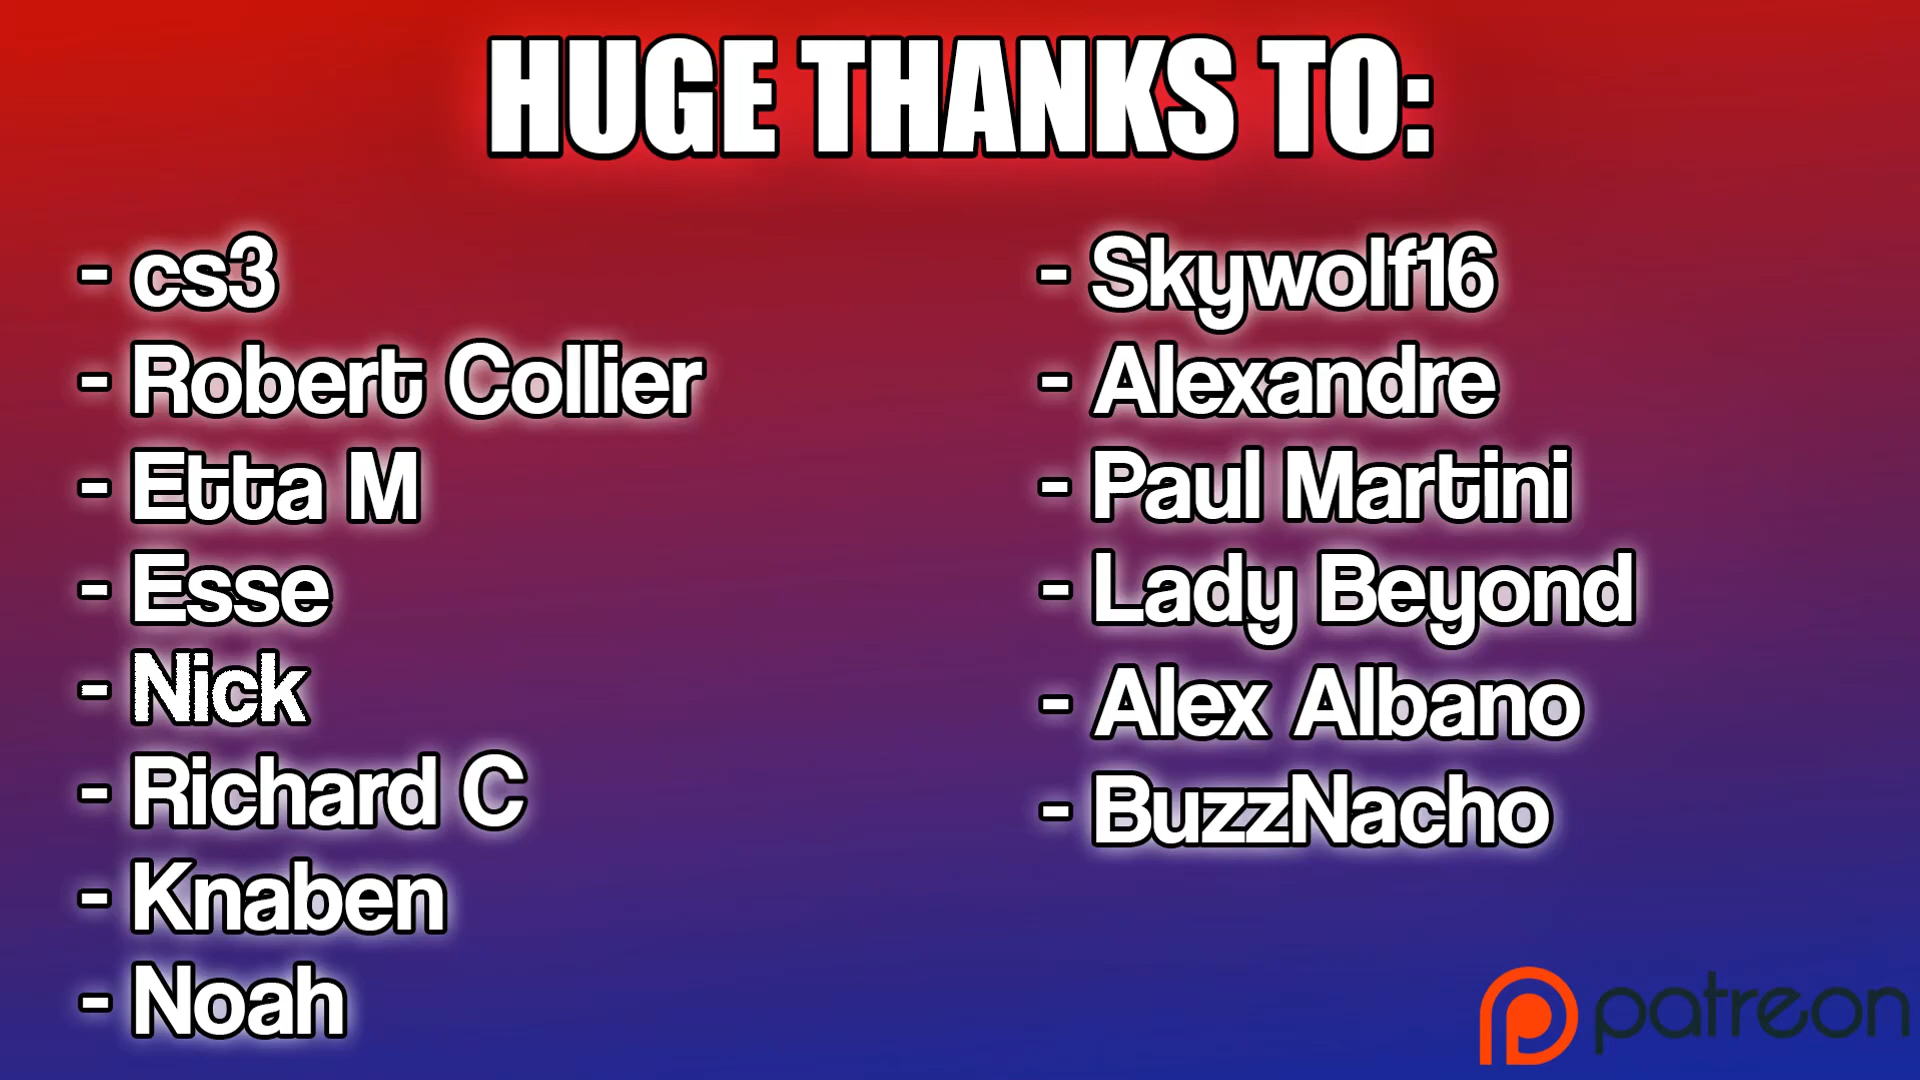 HUGE THANKS TO:
- cs3
- Robert Collier
- Etta M
- Esse
- Nick
- Richard C
- Knaben
- Noah
- Skywolf16
- Alexandre
- Paul Martini
- Lady Beyond
- Alex Albano
- BuzzNacho
patreon